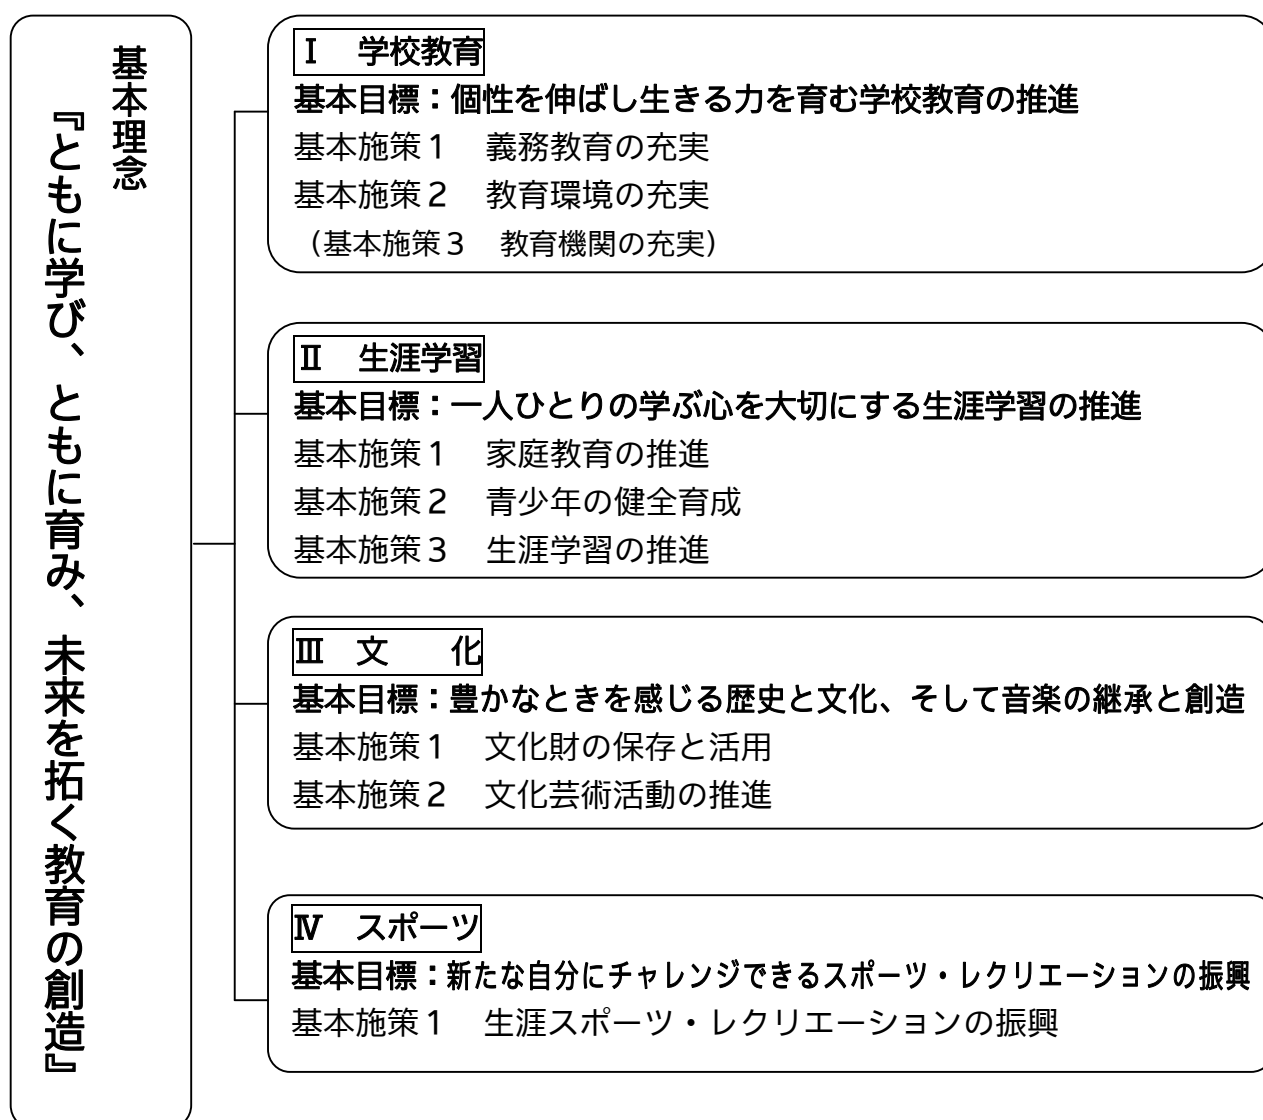 基本理念
『ともに学び、ともに育み、未来を拓く教育の創造』
Ⅰ　学校教育
基本目標：個性を伸ばし生きる力を育む学校教育の推進
基本施策１　義務教育の充実
基本施策２　教育環境の充実
（基本施策３　教育機関の充実）
Ⅱ　生涯学習
基本目標：一人ひとりの学ぶ心を大切にする生涯学習の推進
基本施策１　家庭教育の推進
基本施策２　青少年の健全育成
基本施策３　生涯学習の推進
Ⅲ　文　　化
基本目標：豊かなときを感じる歴史と文化、そして音楽の継承と創造
基本施策１　文化財の保存と活用
基本施策２　文化芸術活動の推進
Ⅳ　スポーツ
基本目標：新たな自分にチャレンジできるスポーツ・レクリエーションの振興
基本施策１　生涯スポーツ・レクリエーションの振興